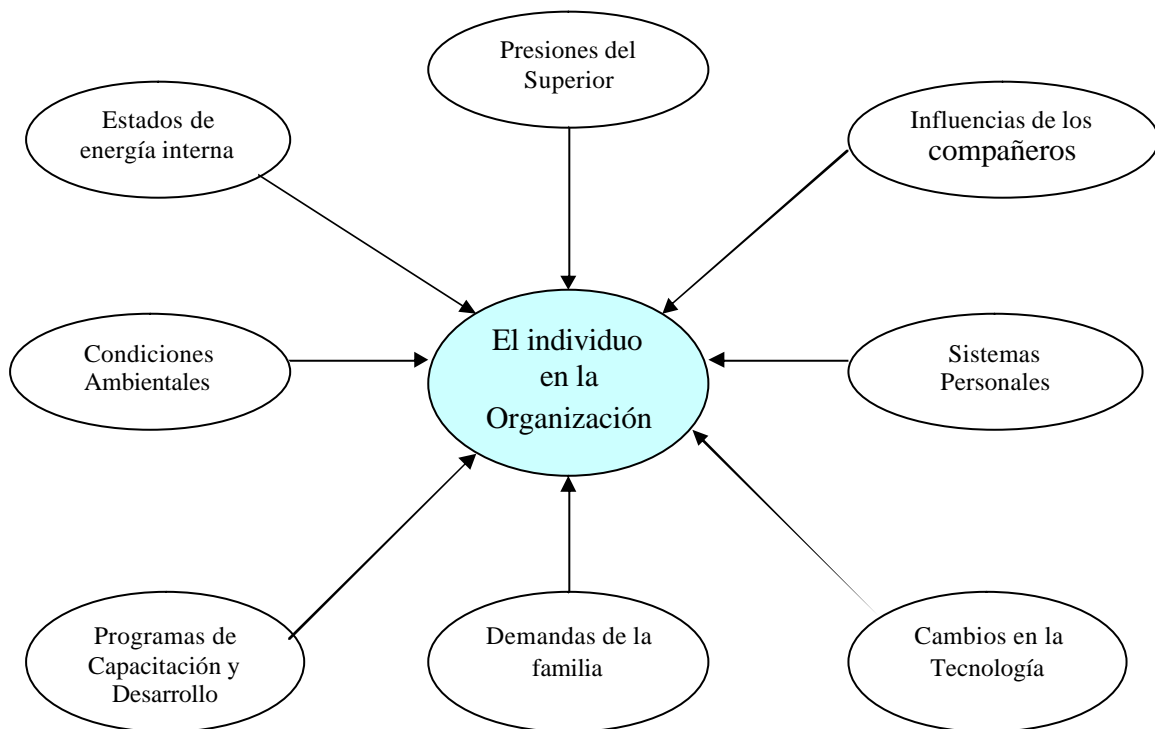 Presiones del
Superior
Estados de
energía interna
Influencias de los
compañeros
El individuo
en la
Organización
Condiciones
Ambientales
Sistemas
Personales
Programas de
Capacitación y
Desarrollo
Demandas de la
familia
Cambios en la
Tecnología